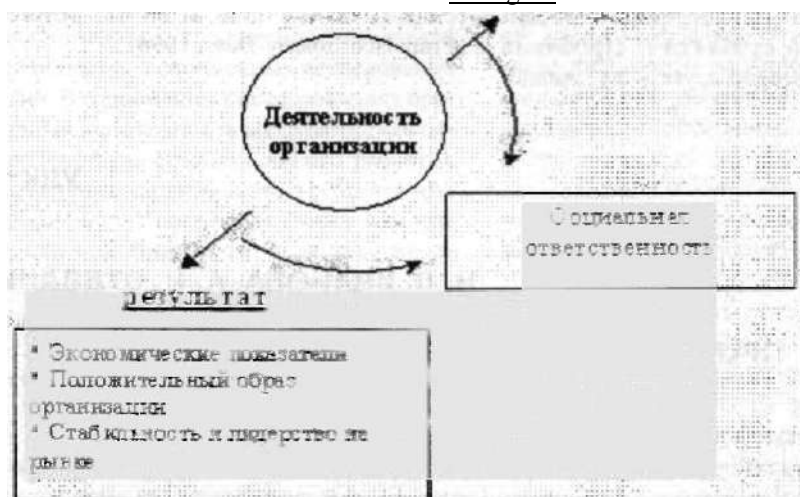 Деятельность
организации
Социальная
ответственность
результат
* Экономические показатели
* Положительный образ
организации
* Стабильность и лидерство на
рынке